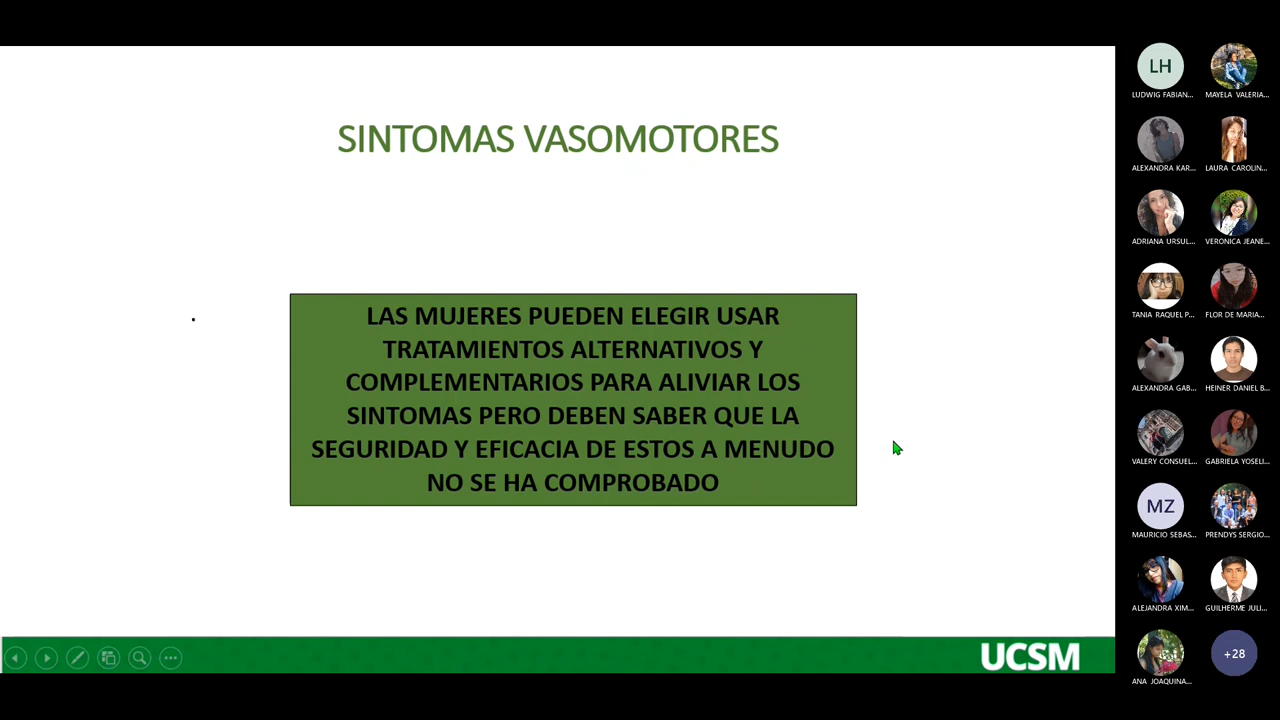 SINTOMAS VASOMOTORES
.
LAS MUJERES PUEDEN ELEGIR USAR
TRATAMIENTOS ALTERNATIVOS Y
COMPLEMENTARIOS PARA ALIVIAR LOS
SINTOMAS PERO DEBEN SABER QUE LA
SEGURIDAD Y EFICACIA DE ESTOS A MENUDO
NO SE HA COMPROBADO
UCSM
LH
LUDWIG FABIAN...
MAYELA VALERIA...
ALEXANDRA KAR...
LAURA CAROLIN...
ADRIANA URSUL...
VERONICA JEANE...
TANIA RAQUEL P...
FLOR DE MARIA...
ALEXANDRA GAB...
HEINER DANIEL B...
VALERY CONSUEL...
GABRIELA YOSELI...
MZ
MAURICIO SEBAS...
PRENDYS SERGIO...
ALEJANDRA XIM...
GUILHERME JULI...
ANA JOAQUINA...
+28